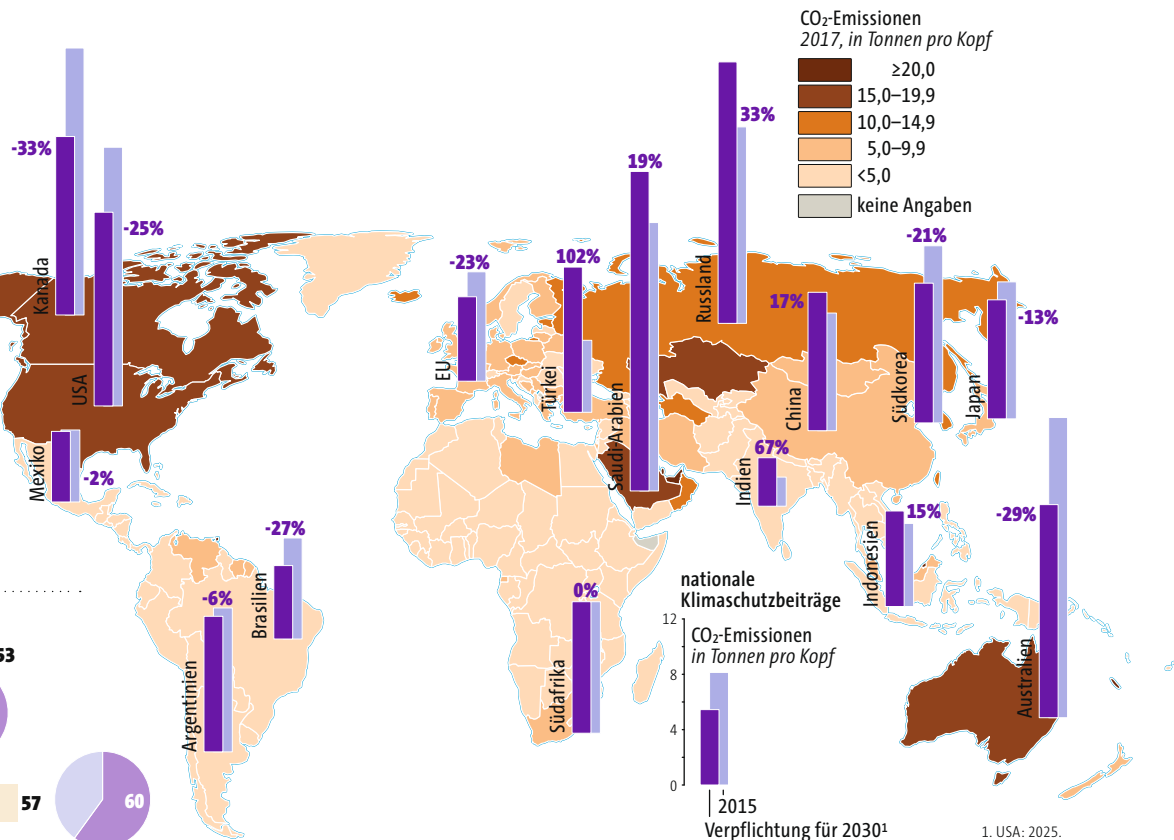 CO₂-Emissionen
2017, in Tonnen pro Kopf
≥20,0
15,0–19,9
10,0–14,9
5,0–9,9
<5,0
keine Angaben
-33%
Kanada
-25%
USA
-2%
Mexiko
-27%
Brasilien
-6%
Argentinien
-23%
EU
102%
Türkei
19%
Saudi-Arabien
33%
Russland
17%
China
-21%
Südkorea
-13%
Japan
67%
Indien
15%
Indonesien
-29%
Australien
0%
Südafrika
nationale
Klimaschutzbeiträge
12
8
4
0
CO₂-Emissionen
in Tonnen pro Kopf
2015
Verpflichtung für 2030¹
53
57
60
1. USA: 2025.